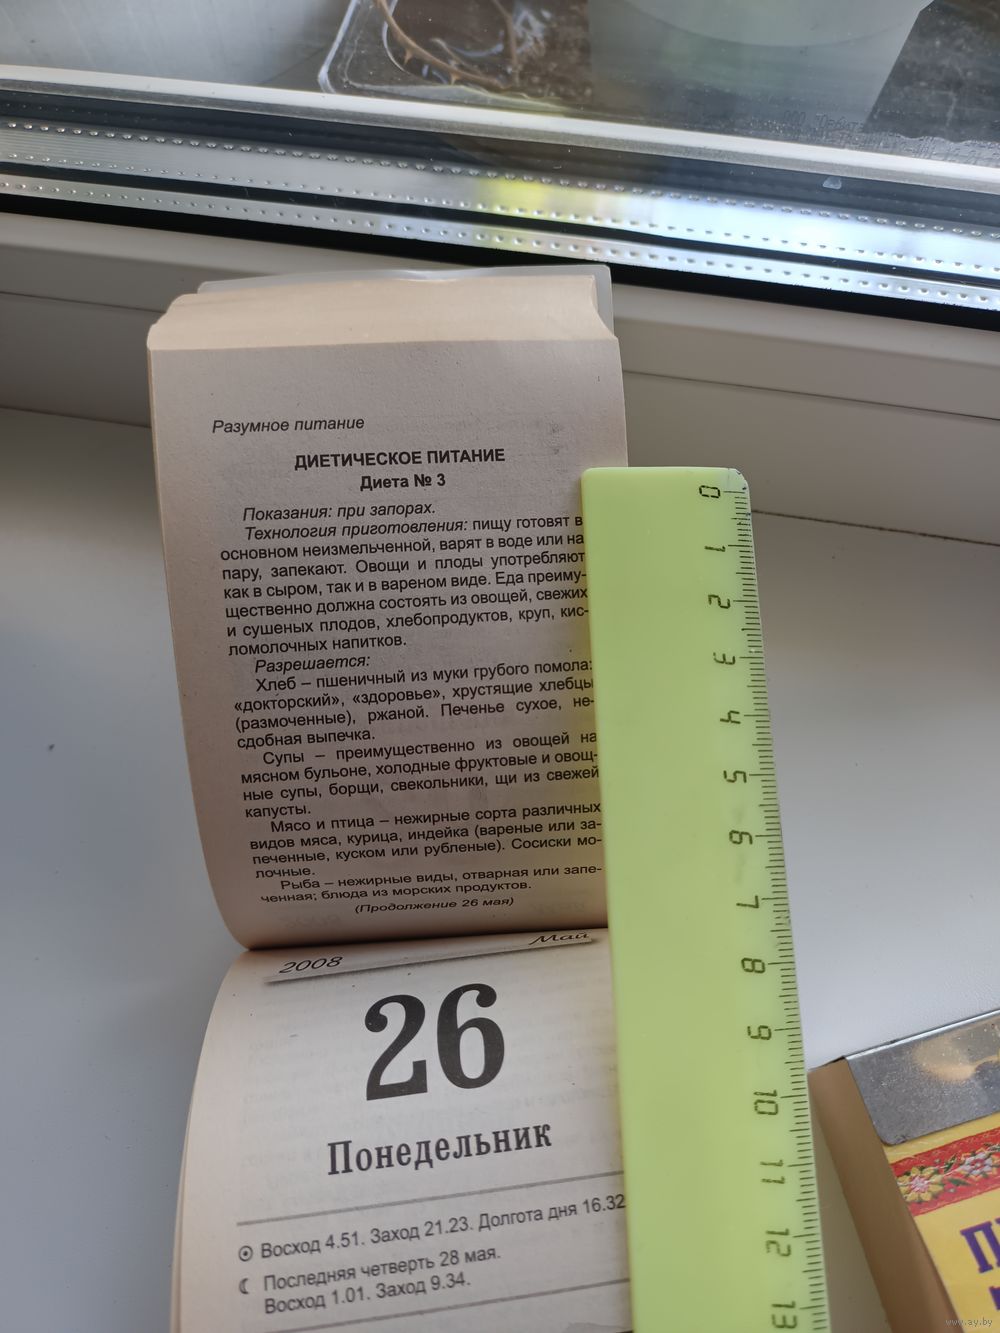 Разумное питание
ДИЕТИЧЕСКОЕ ПИТАНИЕ
Диета № 3
Показания: при запорах.
Технология приготовления: пищу готовят в
основном неизмельченной, варят в воде или на
пару, запекают. Овощи и плоды употребляют
как в сыром, так и в вареном виде. Еда преиму-
щественно должна состоять из овощей, свежих
и сушеных плодов, хлебопродуктов, круп, кис-
ломолочных напитков.
Разрешается:
Хлеб – пшеничный из муки грубого помола:
«докторский», «здоровье», хрустящие хлебцы
(размоченные), ржаной. Печенье сухое, не-
сдобная выпечка.
Супы – преимущественно из овощей на
мясном бульоне, холодные фруктовые и овощ-
ные супы, борщи, свекольники, щи из свежей
капусты.
Мясо и птица – нежирные сорта различных
видов мяса, курица, индейка (вареные или за-
печенные, куском или рубленые). Сосиски мо-
лочные.
Рыба – нежирные виды, отварная или запе-
ченная; блюда из морских продуктов.
(Продолжение 26 мая)
2008 Май
26
Понедельник
Восход 4.51. Заход 21.23. Долгота дня 16.32
Последняя четверть 28 мая.
Восход 1.01. Заход 9.34.
0
1
2
3
4
5
6
7
8
9
10
11
12
13
www.ay.by